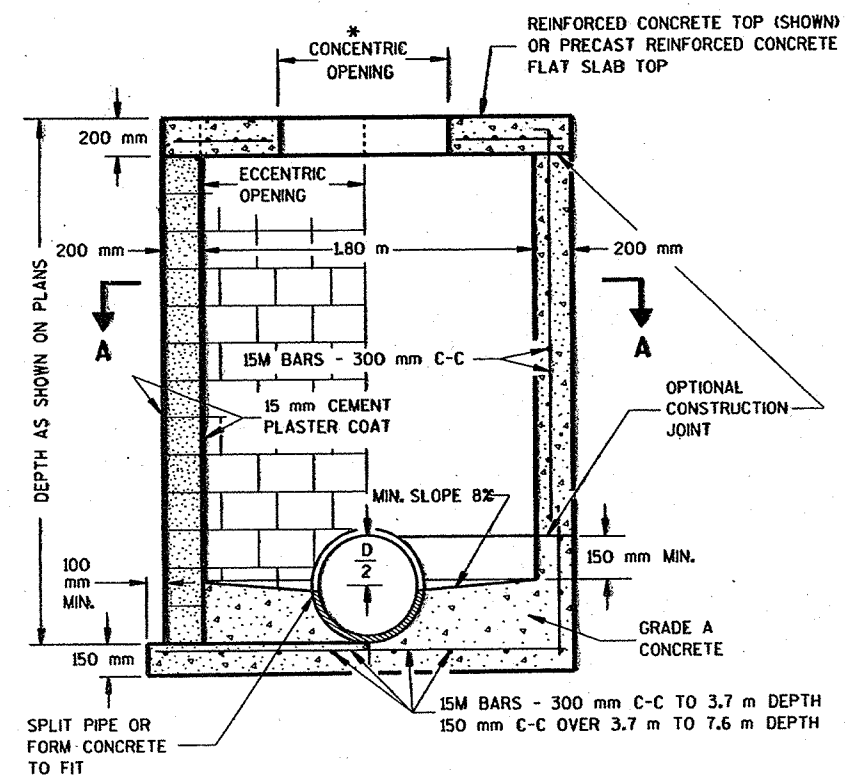 REINFORCED CONCRETE TOP (SHOWN)
OR PRECAST REINFORCED CONCRETE
FLAT SLAB TOP
*
CONCENTRIC
OPENING
200 mm
ECCENTRIC
OPENING
200 mm
1.80 m
200 mm
DEPTH AS SHOWN ON PLANS
A
A
15M BARS - 300 mm C-C
15 mm CEMENT
PLASTER COAT
OPTIONAL
CONSTRUCTION
JOINT
MIN. SLOPE 8%
D
2
150 mm MIN.
100
mm
MIN.
GRADE A
CONCRETE
150 mm
15M BARS - 300 mm C-C TO 3.7 m DEPTH
150 mm C-C OVER 3.7 m TO 7.6 m DEPTH
SPLIT PIPE OR
FORM CONCRETE
TO FIT